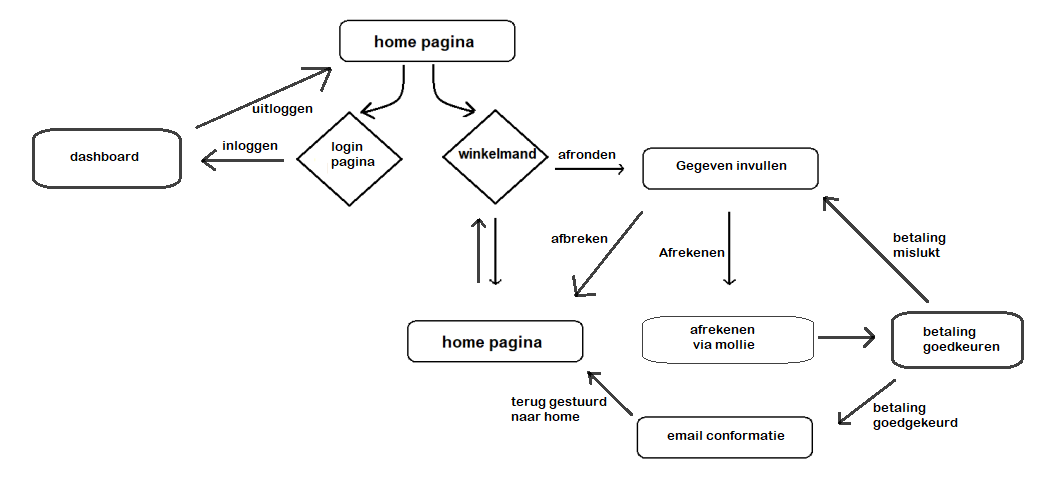 home pagina
uitloggen
dashboard
inloggen
login
pagina
winkelmand
afronden
Gegeven invullen
afbreken
Afrekenen
betaling
mislukt
home pagina
afrekenen
via mollie
betaling
goedkeuren
terug gestuurd
naar home
betaling
goedgekeurd
email conformatie